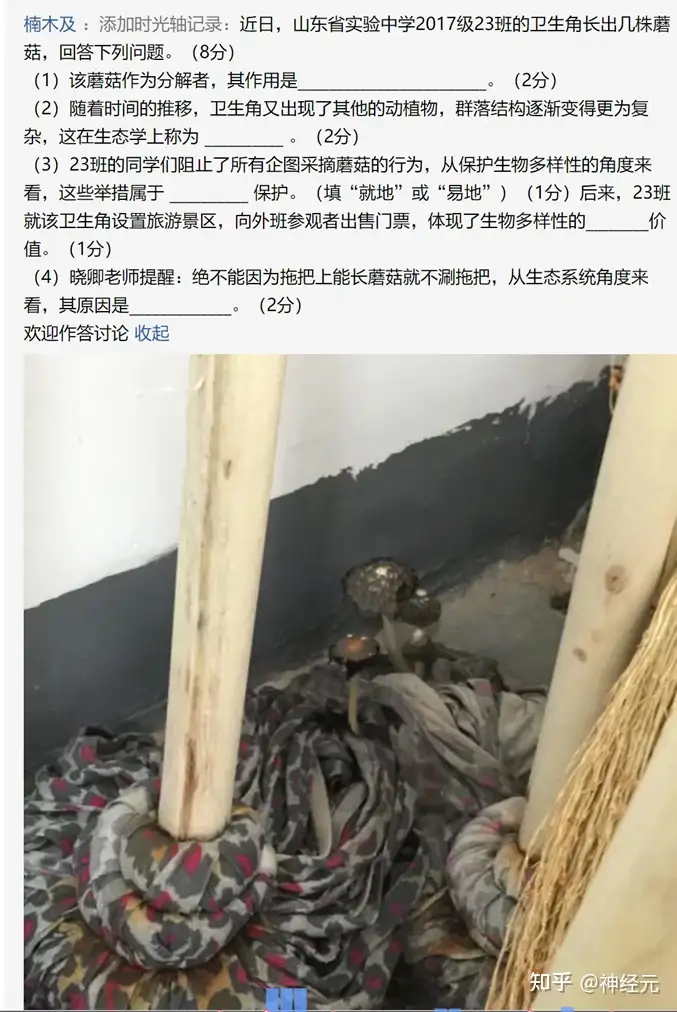 楠木及 ：添加时光轴记录：近日，山东省实验中学2017级23班的卫生角长出几株蘑
菇，回答下列问题。（8分）
（1）该蘑菇作为分解者，其作用是____________________。（2分）
（2）随着时间的推移，卫生角又出现了其他的动植物，群落结构逐渐变得更为复
杂，这在生态学上称为 ________ 。（2分）
（3）23班的同学们阻止了所有企图采摘蘑菇的行为，从保护生物多样性的角度来
看，这些举措属于 ________ 保护。（填“就地”或“易地”）（1分）后来，23班
就该卫生角设置旅游景区，向外班参观者出售门票，体现了生物多样性的______价
值。（1分）
（4）晓卿老师提醒：绝不能因为拖把上能长蘑菇就不涮拖把，从生态系统角度来
看，其原因是___________。（2分）
欢迎作答讨论 收起
知乎 @神经元